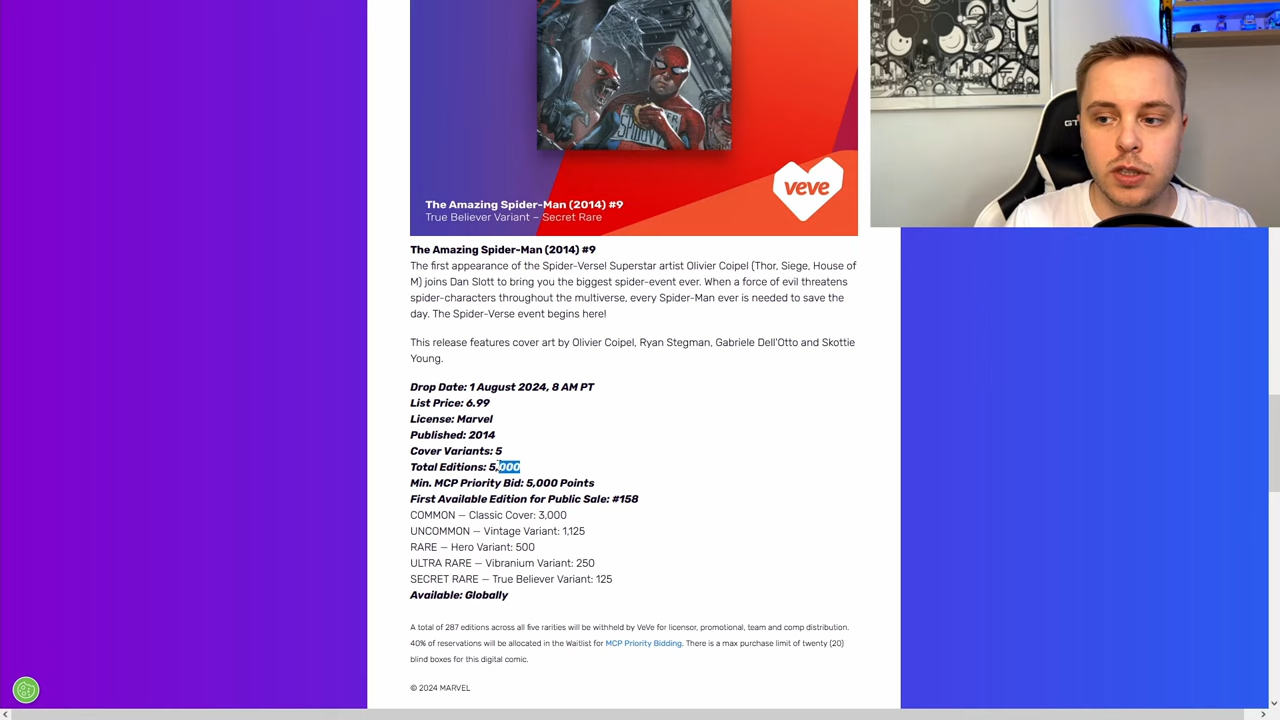 GT
veve
The Amazing Spider-Man (2014) #9
True Believer Variant – Secret Rare
The Amazing Spider-Man (2014) #9
The first appearance of the Spider-Verse! Superstar artist Olivier Coipel (Thor, Siege, House of
M) joins Dan Slott to bring you the biggest spider-event ever. When a force of evil threatens
spider-characters throughout the multiverse, every Spider-Man ever is needed to save the
day. The Spider-Verse event begins here!
This release features cover art by Olivier Coipel, Ryan Stegman, Gabriele Dell'Otto and Skottie
Young.
Drop Date: 1 August 2024, 8 AM PT
List Price: 6.99
License: Marvel
Published: 2014
Cover Variants: 5
Total Editions: 5,000
Min. MCP Priority Bid: 5,000 Points
First Available Edition for Public Sale: #158
COMMON — Classic Cover: 3,000
UNCOMMON — Vintage Variant: 1,125
RARE — Hero Variant: 500
ULTRA RARE — Vibranium Variant: 250
SECRET RARE — True Believer Variant: 125
Available: Globally
A total of 287 editions across all five rarities will be withheld by VeVe for licensor, promotional, team and comp distribution.
40% of reservations will be allocated in the Waitlist for MCP Priority Bidding. There is a max purchase limit of twenty (20)
blind boxes for this digital comic.
© 2024 MARVEL